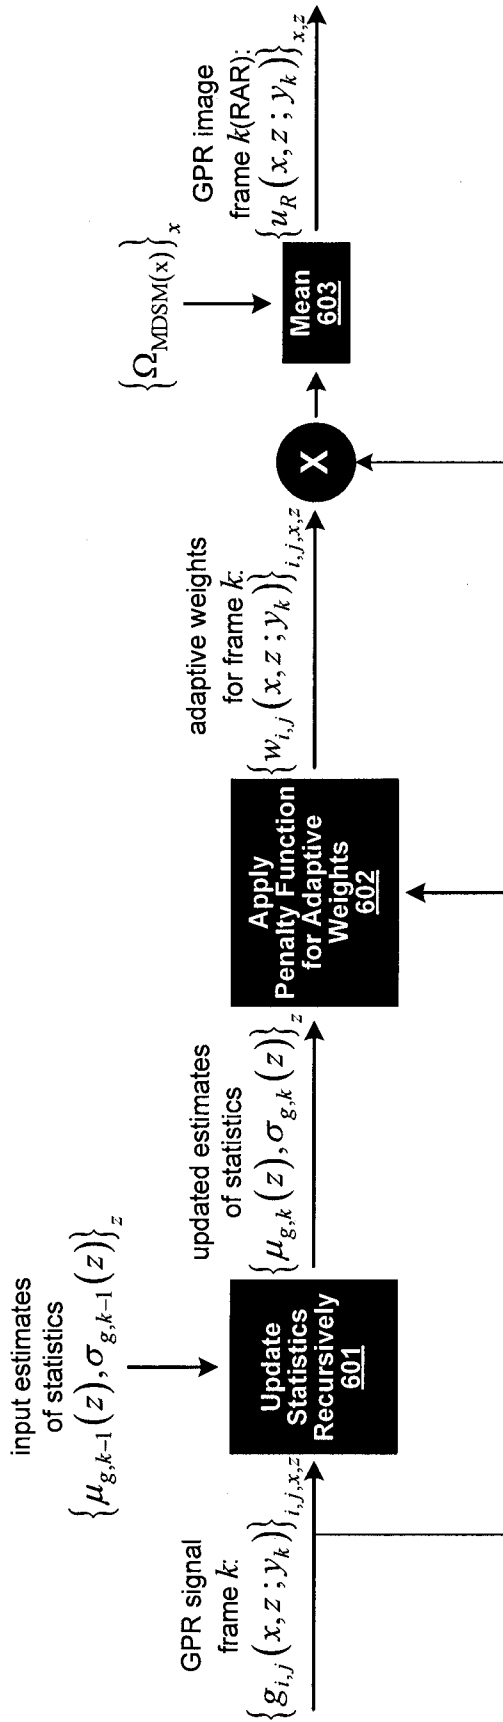 GPR signal
frame k:
{g_{i,j}(x,z;y_k)}_{i,j,x,z}
input estimates
of statistics
{μ_{g,k−1}(z),σ_{g,k−1}(z)}_z
Update
Statistics
Recursively
601
updated estimates
of statistics
{μ_{g,k}(z),σ_{g,k}(z)}_z
Apply
Penalty Function
for Adaptive
Weights
602
adaptive weights
for frame k:
{w_{i,j}(x,z;y_k)}_{i,j,x,z}
X
{Ω_{MDSM(x)}}_x
Mean
603
GPR image
frame k(RAR):
{u_R(x,z;y_k)}_{x,z}